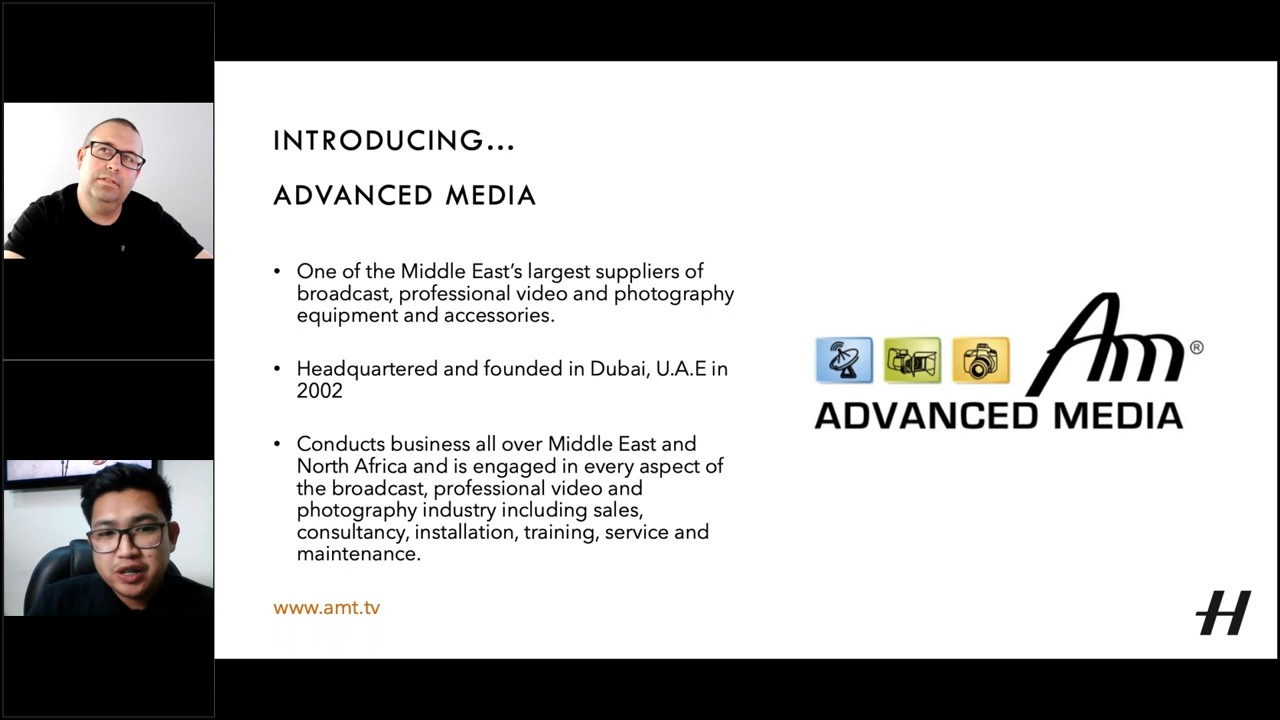 INTRODUCING...
ADVANCED MEDIA
• One of the Middle East’s largest suppliers of
broadcast, professional video and photography
equipment and accessories.
• Headquartered and founded in Dubai, U.A.E in
2002
• Conducts business all over Middle East and
North Africa and is engaged in every aspect of
the broadcast, professional video and
photography industry including sales,
consultancy, installation, training, service and
maintenance.
www.amt.tv
Am®
ADVANCED MEDIA
H